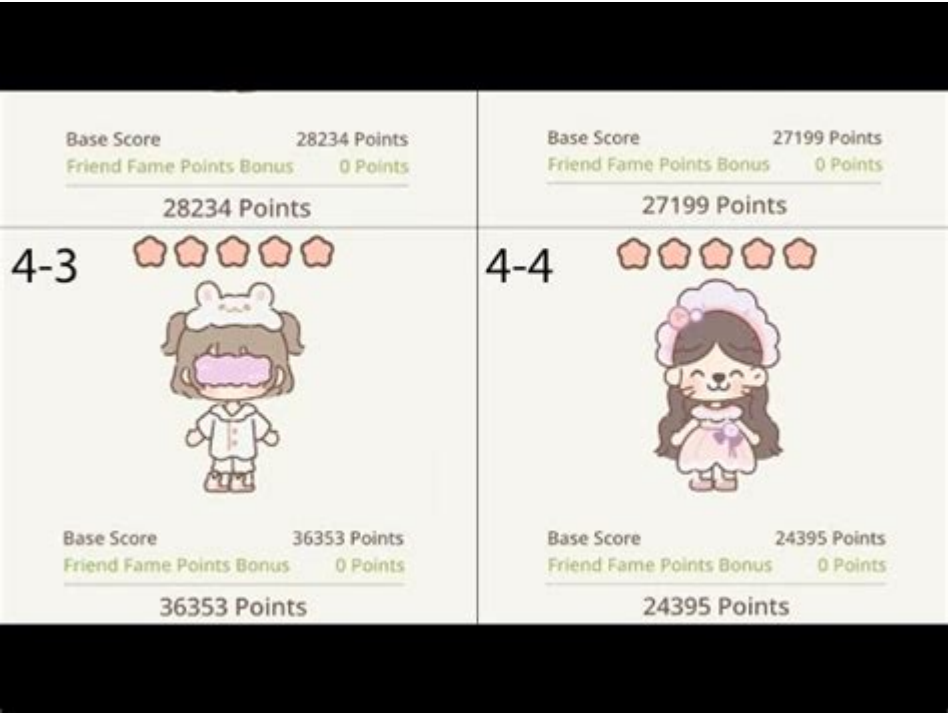 Base Score 28234 Points
Friend Fame Points Bonus 0 Points
28234 Points
Base Score 27199 Points
Friend Fame Points Bonus 0 Points
27199 Points
4-3
Base Score 36353 Points
Friend Fame Points Bonus 0 Points
36353 Points
4-4
Base Score 24395 Points
Friend Fame Points Bonus 0 Points
24395 Points